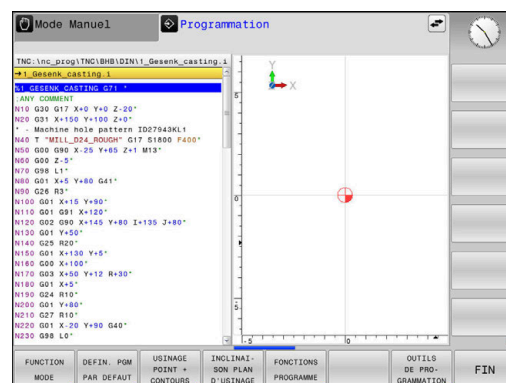 Mode Manuel
Programmation
TNC:\nc_prog\TNC\BHB\DIN\1_Gesenk_casting.i
→1_Gesenk_casting.i
%1_GESENK_CASTING G71 *
;ANY COMMENT
N10 G30 G17 X+0 Y+0 Z-20*
N20 G31 X+150 Y+100 Z+0*
* - Machine hole pattern ID27943KL1
N40 T "MILL_D24_ROUGH" G17 S1800 F400*
N50 G00 G90 X-25 Y+65 Z+1 M13*
N60 G00 Z-5*
N70 G98 L1*
N80 G01 X+5 Y+80 G41*
N90 G26 R3*
N100 G01 X+15 Y+90*
N110 G01 G91 X+120*
N120 G02 G90 X+145 Y+80 I+135 J+80*
N130 G01 Y+50*
N140 G25 R20*
N150 G01 X+130 Y+5*
N160 G00 X+100*
N170 G03 X+50 Y+12 R+30*
N180 G01 X+5*
N190 G24 R10*
N200 G01 Y+80*
N210 G27 R10*
N220 G01 X-20 Y+90 G40*
N230 G98 L0*
Y
X
5
0
5
-5
0
FUNCTION
MODE
DEFIN. PGM
PAR DEFAUT
USINAGE
POINT +
CONTOURS
INCLINAI-
SON PLAN
D'USINAGE
FONCTIONS
PROGRAMME
OUTILS
DE PRO-
GRAMMATION
FIN